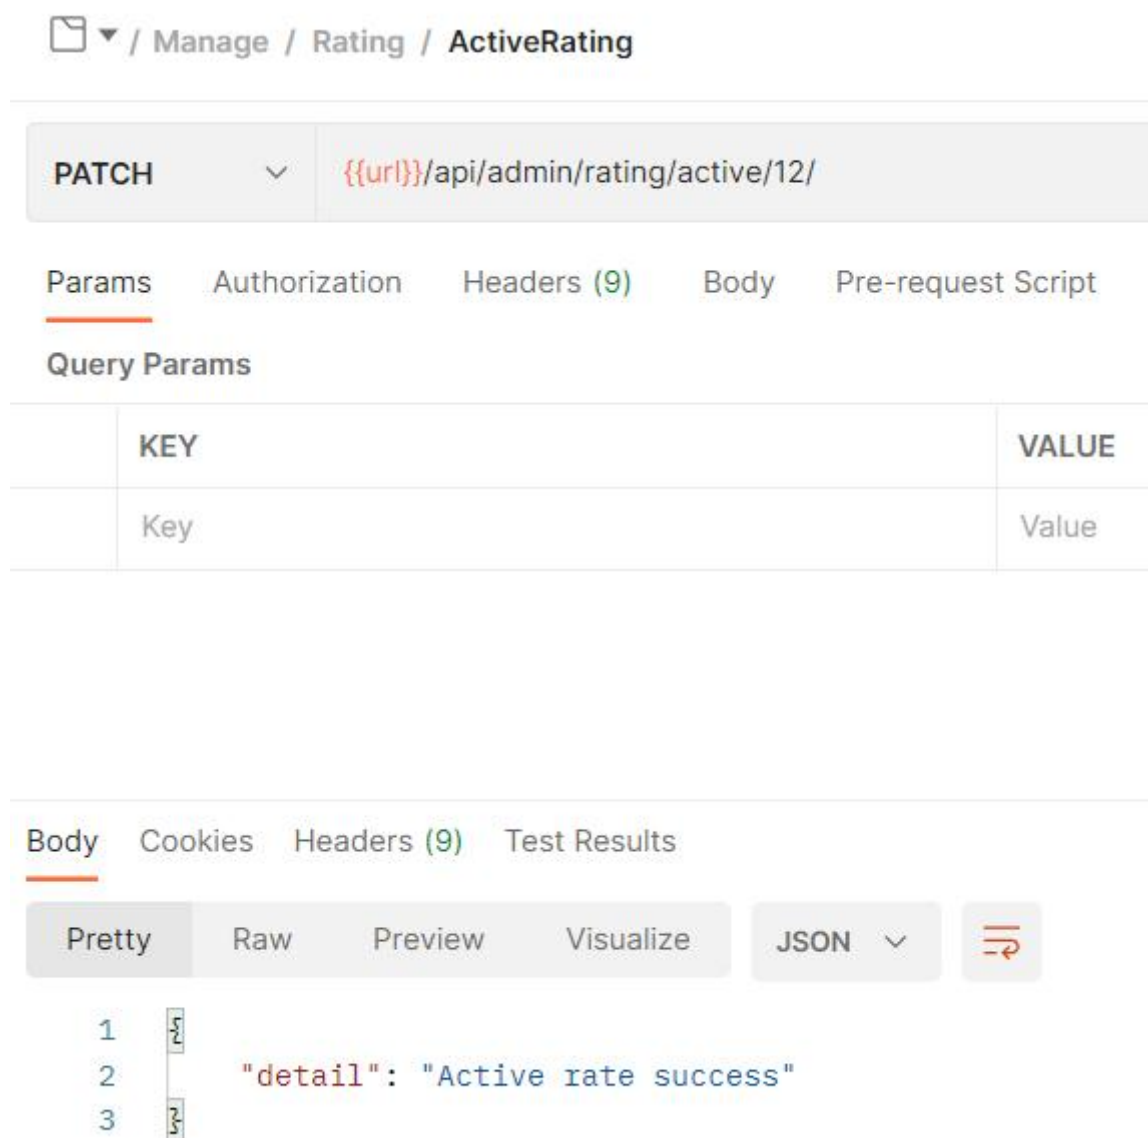 / Manage / Rating / ActiveRating
PATCH {{url}}/api/admin/rating/active/12/
Params Authorization Headers (9) Body Pre-request Script
Query Params
KEY VALUE
Key Value
Body Cookies Headers (9) Test Results
Pretty Raw Preview Visualize JSON
1 {
2 "detail": "Active rate success"
3 }